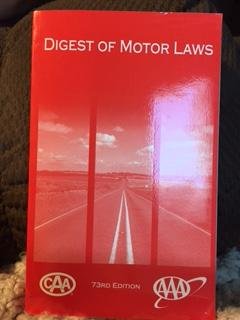 DIGEST OF MOTOR LAWS
CAA
73RD EDITION
AAA